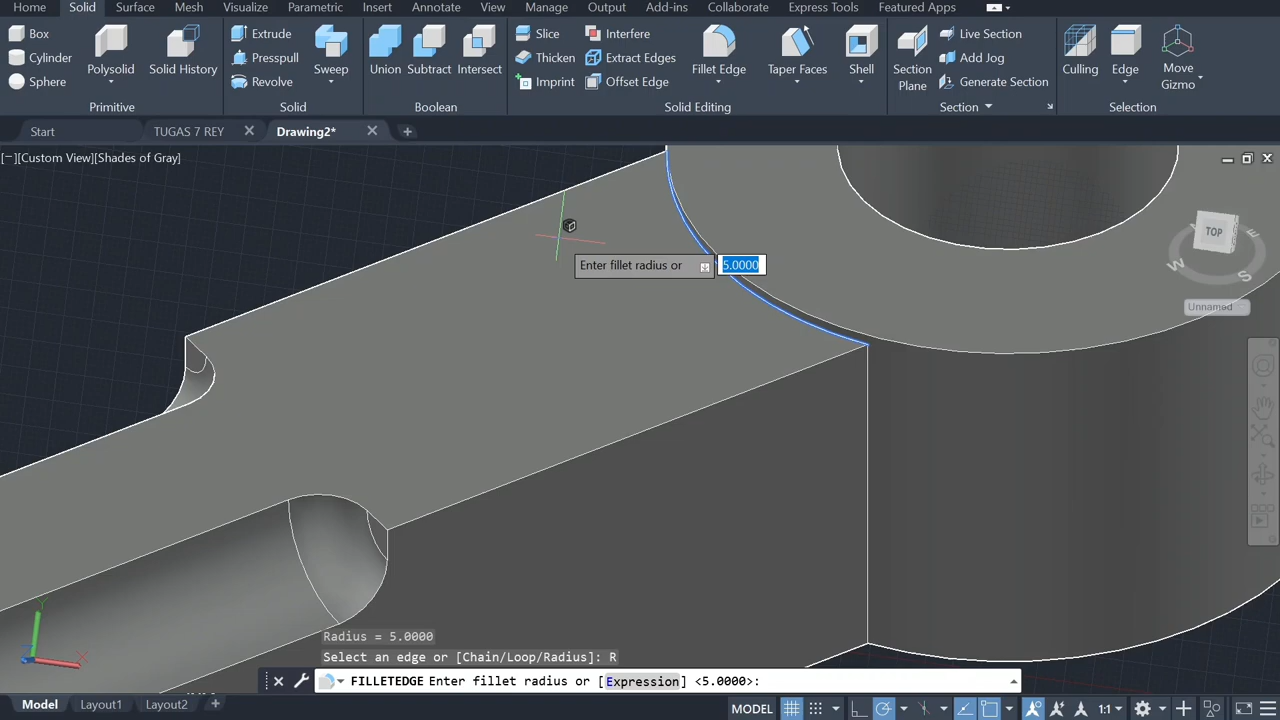 Home Solid Surface Mesh Visualize Parametric Insert Annotate View Manage Output Add-ins Collaborate Express Tools Featured Apps
Box
Cylinder
Sphere
Polysolid
Solid History
Primitive
Extrude
Presspull
Revolve
Sweep
Solid
Union Subtract Intersect
Boolean
Slice
Thicken
Imprint
Interfere
Extract Edges
Offset Edge
Fillet Edge
Taper Faces
Shell
Solid Editing
Section
Plane
Live Section
Add Jog
Generate Section
Section
Culling
Edge
Move
Gizmo
Selection
Start TUGAS 7 REY Drawing2*
[−][Custom View][Shades of Gray]
TOP
E
W
S
Unnamed
Enter fillet radius or 5.0000
Y
X
Radius = 5.0000
Select an edge or [Chain/Loop/Radius]: R
FILLETEDGE Enter fillet radius or [Expression] <5.0000>:
Model Layout1 Layout2
MODEL 1:1